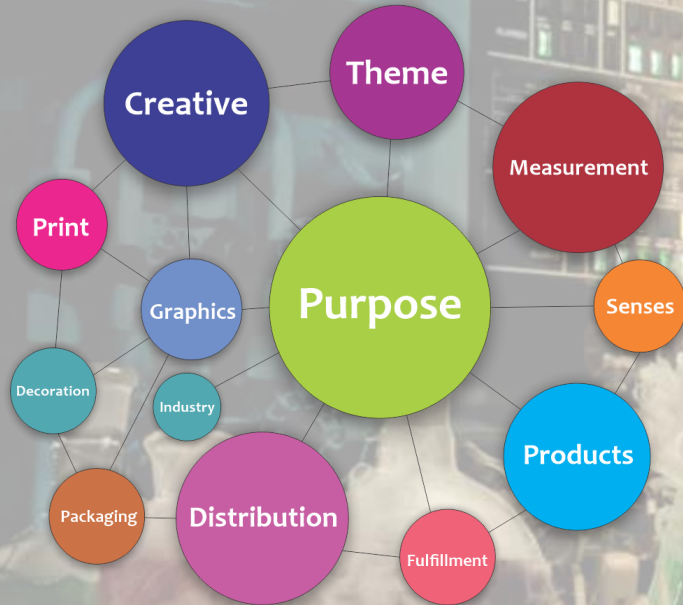 Theme
Creative
Measurement
Print
Purpose
Senses
Graphics
Decoration
Industry
Products
Packaging
Distribution
Fulfillment